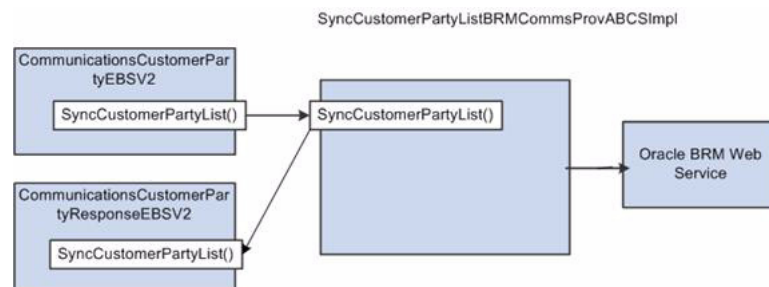 SyncCustomerPartyListBRMCommsProvABCSImpl
CommunicationsCustomerPar
tyEBSV2
SyncCustomerPartyList()
SyncCustomerPartyList()
Oracle BRM Web
Service
CommunicationsCustomerPar
tyResponseEBSV2
SyncCustomerPartyList()